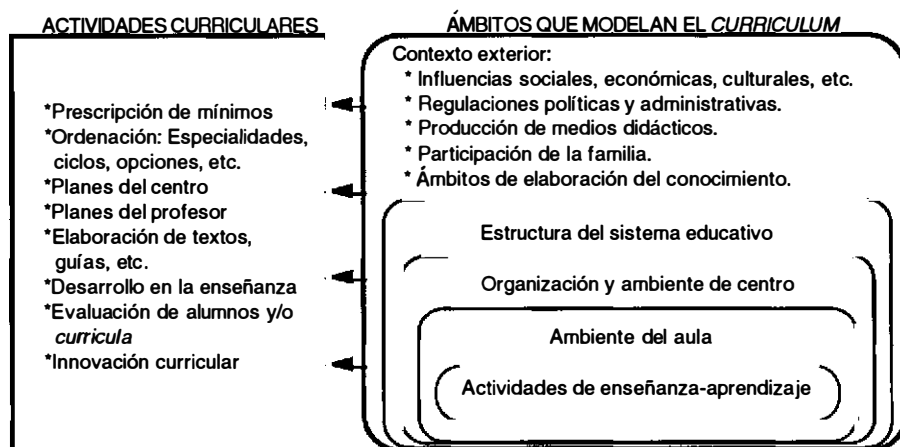 ACTIVIDADES CURRICULARES
*Prescripción de mínimos
*Ordenación: Especialidades,
ciclos, opciones, etc.
*Planes del centro
*Planes del profesor
*Elaboración de textos,
guías, etc.
*Desarrollo en la enseñanza
*Evaluación de alumnos y/o
curricula
*Innovación curricular
ÁMBITOS QUE MODELAN EL CURRICULUM
Contexto exterior:
* Influencias sociales, económicas, culturales, etc.
* Regulaciones políticas y administrativas.
* Producción de medios didácticos.
* Participación de la familia.
* Ámbitos de elaboración del conocimiento.
Estructura del sistema educativo
Organización y ambiente de centro
Ambiente del aula
Actividades de enseñanza-aprendizaje